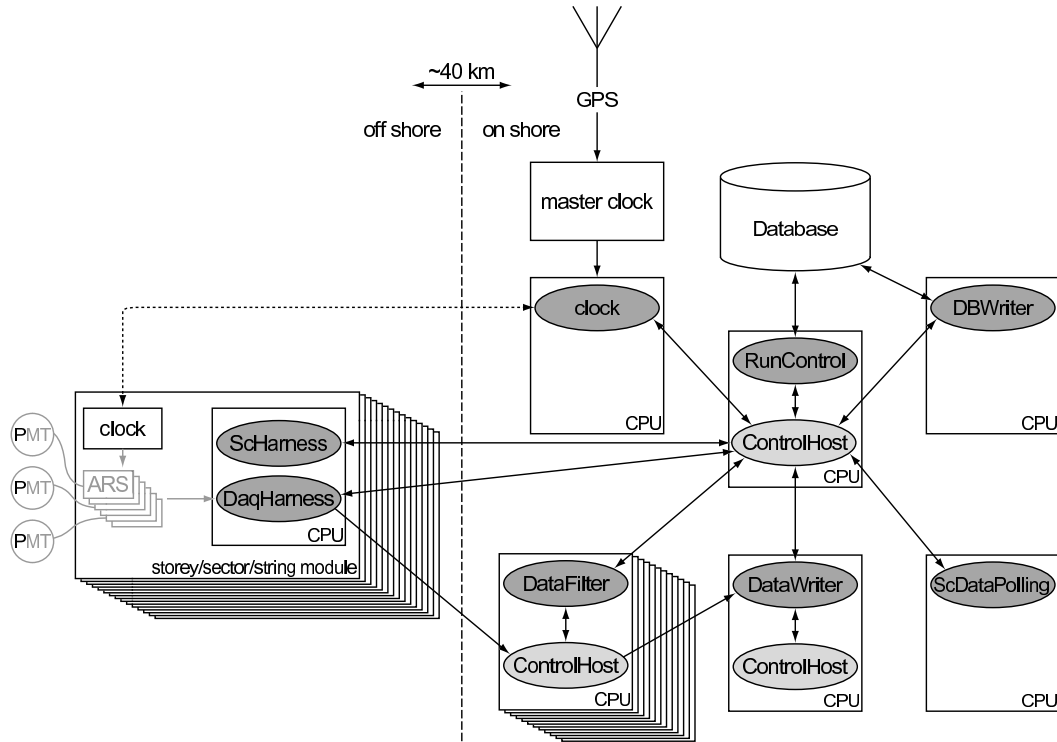 ~40 km
GPS
off shore
on shore
master clock
Database
clock
DBWriter
RunControl
CPU
ControlHost
CPU
CPU
clock
PMT
ScHarness
ARS
PMT
DaqHarness
CPU
PMT
storey/sector/string module
DataFilter
DataWriter
ScDataPolling
ControlHost
ControlHost
CPU
CPU
CPU